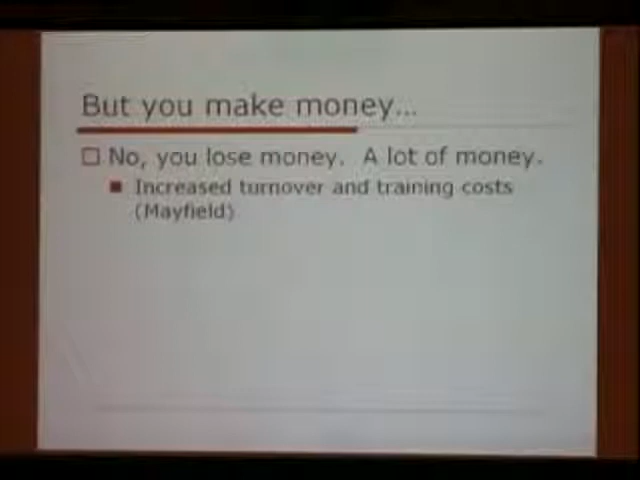 But you make money...
No, you lose money.  A lot of money.
Increased turnover and training costs
(Mayfield)